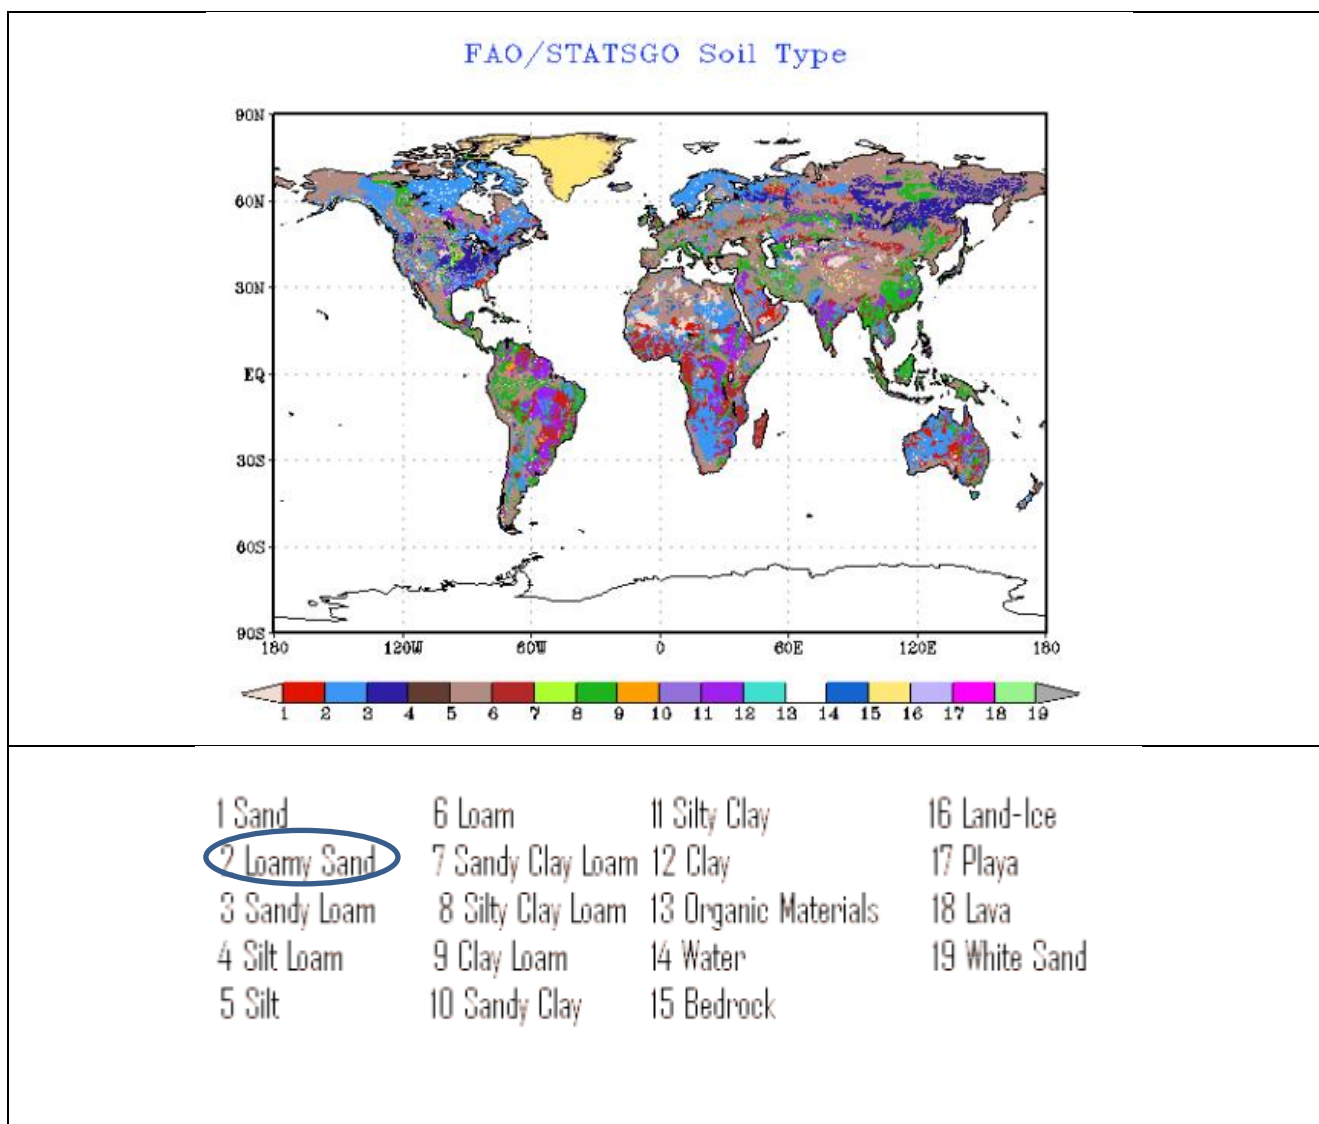 FAO/STATSGO Soil Type
90N
60N
30N
EQ
30S
60S
90S
180 120W 60W 0 60E 120E 180
1 2 3 4 5 6 7 8 9 10 11 12 13 14 15 16 17 18 19
1 Sand 6 Loam 11 Silty Clay 16 Land-Ice
2 Loamy Sand 7 Sandy Clay Loam 12 Clay 17 Playa
3 Sandy Loam 8 Silty Clay Loam 13 Organic Materials 18 Lava
4 Silt Loam 9 Clay Loam 14 Water 19 White Sand
5 Silt 10 Sandy Clay 15 Bedrock